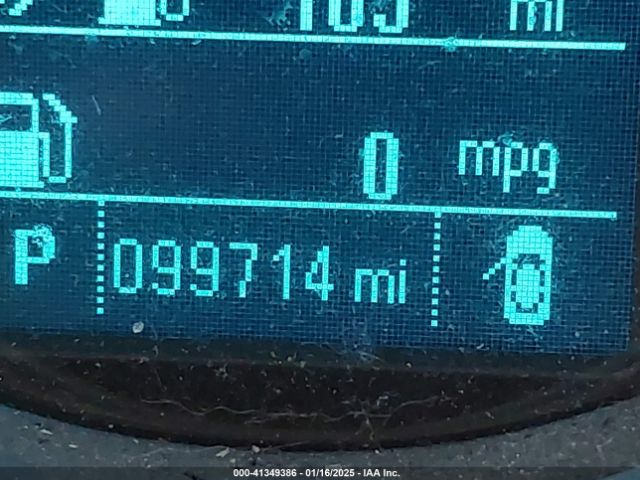 mi
0 mpg
P 099714 mi
000-41349386 - 01/16/2025 - IAA Inc.